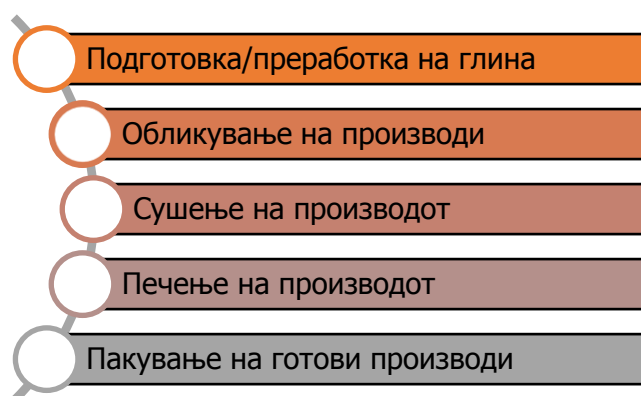 Подготовка/преработка на глина
Обликување на производи
Сушење на производот
Печење на производот
Пакување на готови производи